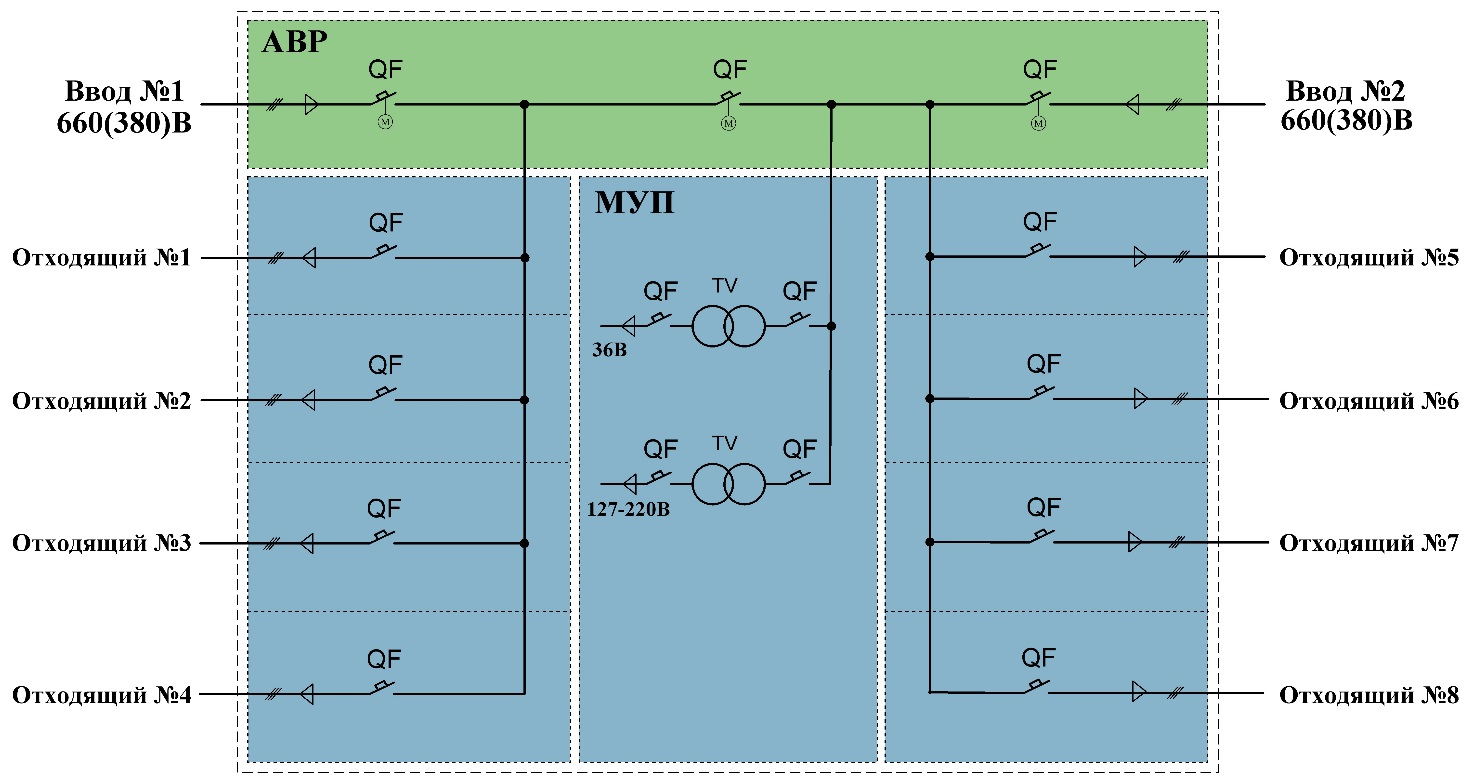 АВР
QF
QF
QF
Ввод №1
660(380)В
Ввод №2
660(380)В
M
M
M
МУП
QF
QF
Отходящий №1
Отходящий №5
QF
TV
QF
36В
QF
QF
Отходящий №2
Отходящий №6
QF
TV
QF
127-220В
QF
QF
Отходящий №3
Отходящий №7
QF
QF
Отходящий №4
Отходящий №8